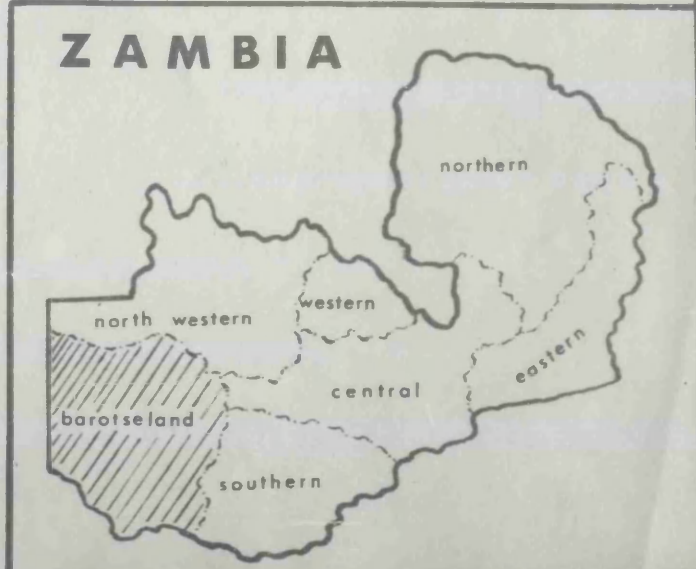 ZAMBIA
northern
western
north western
eastern
central
barotseland
southern